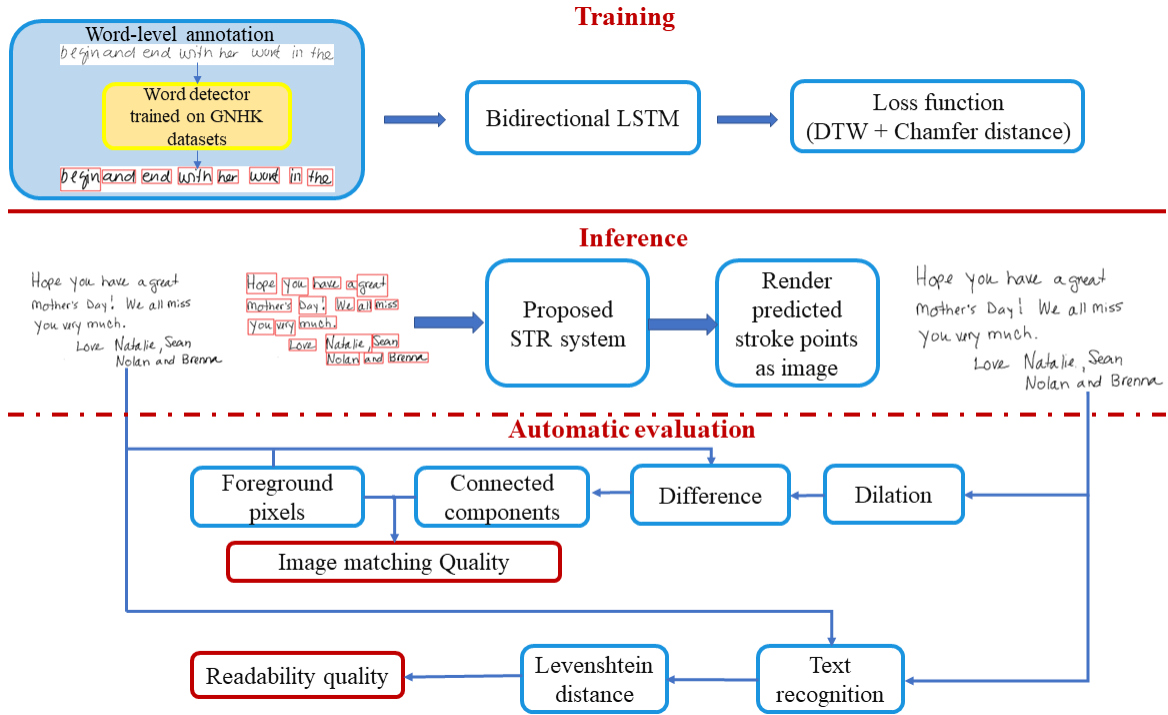 Training
Word-level annotation
begin and end with her work in the
Word detector
trained on GNHK
datasets
begin and end with her work in the
Bidirectional LSTM
Loss function
(DTW + Chamfer distance)
Inference
Hope you have a great
Mother's Day! We all miss
You very much.
Love Natalie, Sean
Nolan and Brenna
Hope you have a great
Mother's Day! We all miss
You very much.
Love Natalie, Sean
Nolan and Brenna
Proposed
STR system
Render
predicted
stroke points
as image
Hope you have a great
Mother's Day! We all miss
You very much.
Love Natalie, Sean
Nolan and Brenna
Automatic evaluation
Foreground
pixels
Connected
components
Difference
Dilation
Image matching Quality
Readability quality
Levenshtein
distance
Text
recognition